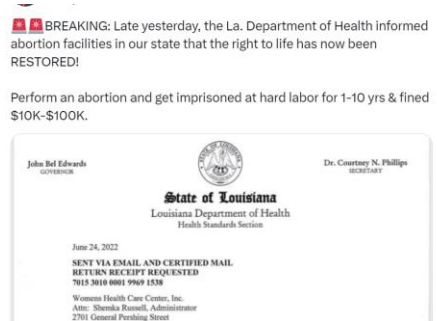 BREAKING: Late yesterday, the La. Department of Health informed
abortion facilities in our state that the right to life has now been
RESTORED!
Perform an abortion and get imprisoned at hard labor for 1-10 yrs & fined
$10K-$100K.
John Bel Edwards
GOVERNOR
Dr. Courtney N. Phillips
SECRETARY
State of Louisiana
Louisiana Department of Health
Health Standards Section
June 24, 2022
SENT VIA EMAIL AND CERTIFIED MAIL
RETURN RECEIPT REQUESTED
7015 3010 0001 9969 1538
Womens Health Care Center, Inc.
Attn: Shemka Russell, Administrator
2701 General Pershing Street